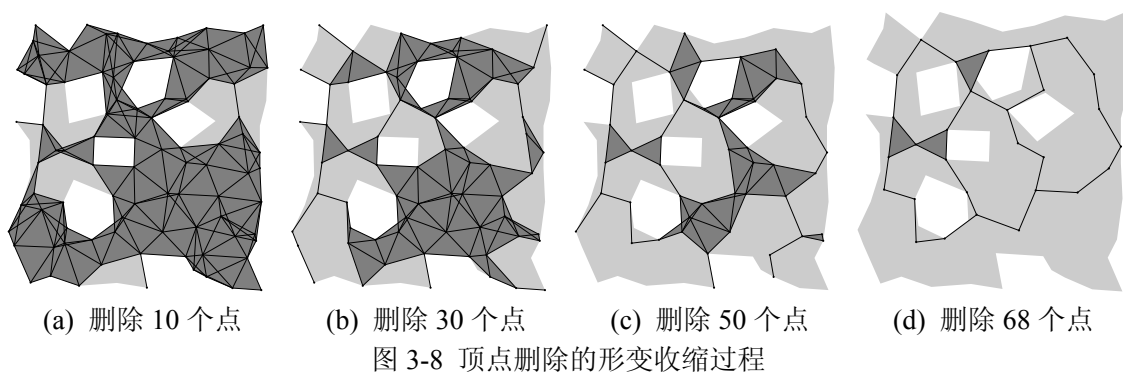 (a) 删除 10 个点 (b) 删除 30 个点 (c) 删除 50 个点 (d) 删除 68 个点
图 3-8 顶点删除的形变收缩过程